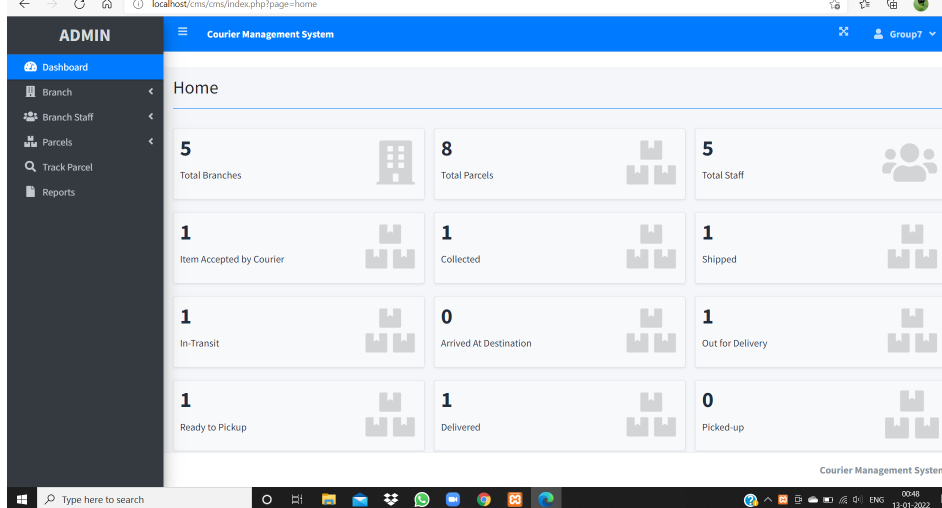 localhost/cms/cms/index.php?page=home
ADMIN
Courier Management System
Group7
Dashboard
Branch
Branch Staff
Parcels
Track Parcel
Reports
Home
5
Total Branches
8
Total Parcels
5
Total Staff
1
Item Accepted by Courier
1
Collected
1
Shipped
1
In-Transit
0
Arrived At Destination
1
Out for Delivery
1
Ready to Pickup
1
Delivered
0
Picked-up
Courier Management System
Type here to search
ENG
00:48
13-01-2022